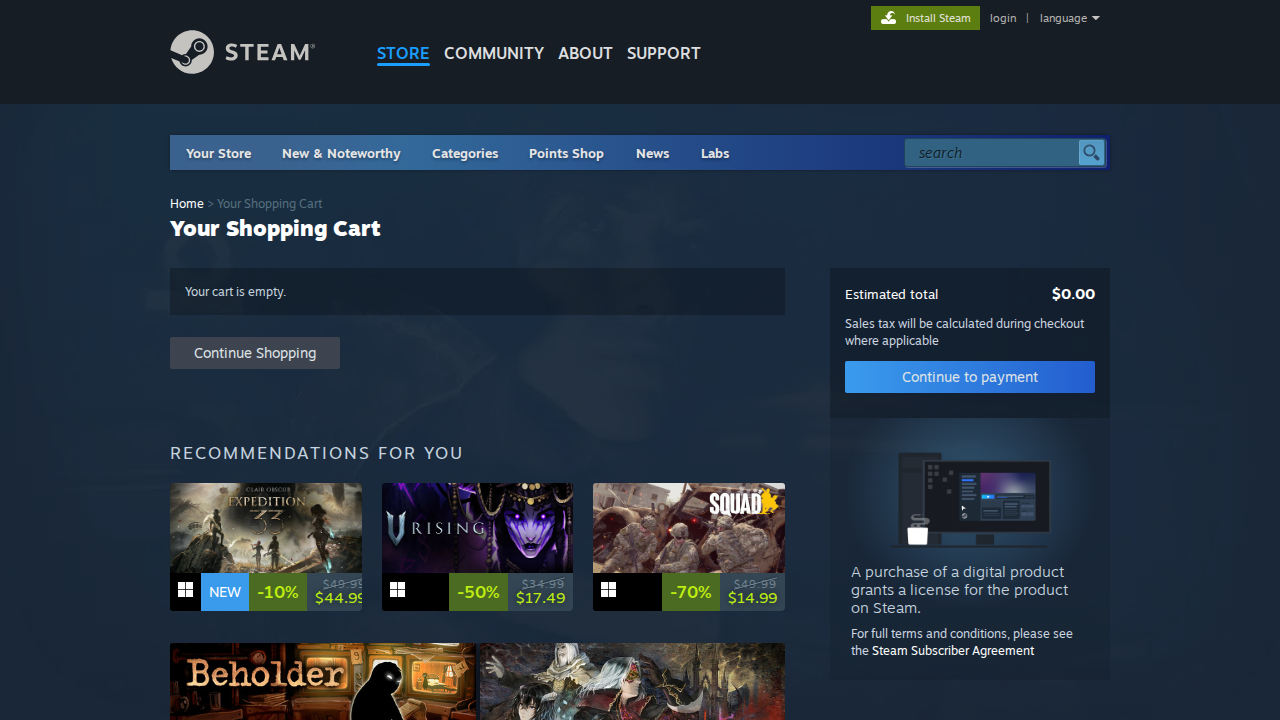 Install Steam
login | language
STEAM
STORE COMMUNITY ABOUT SUPPORT
Your Store New & Noteworthy Categories Points Shop News Labs search
Home > Your Shopping Cart
Your Shopping Cart
Your cart is empty.
Continue Shopping
Estimated total $0.00
Sales tax will be calculated during checkout
where applicable
Continue to payment
RECOMMENDATIONS FOR YOU
CLAIR OBSCUR
EXPEDITION
33
NEW -10% $49.99
$44.99
V RISING
-50% $34.99
$17.49
SQUAD
-70% $49.99
$14.99
Beholder
A purchase of a digital product
grants a license for the product
on Steam.
For full terms and conditions, please see
the Steam Subscriber Agreement